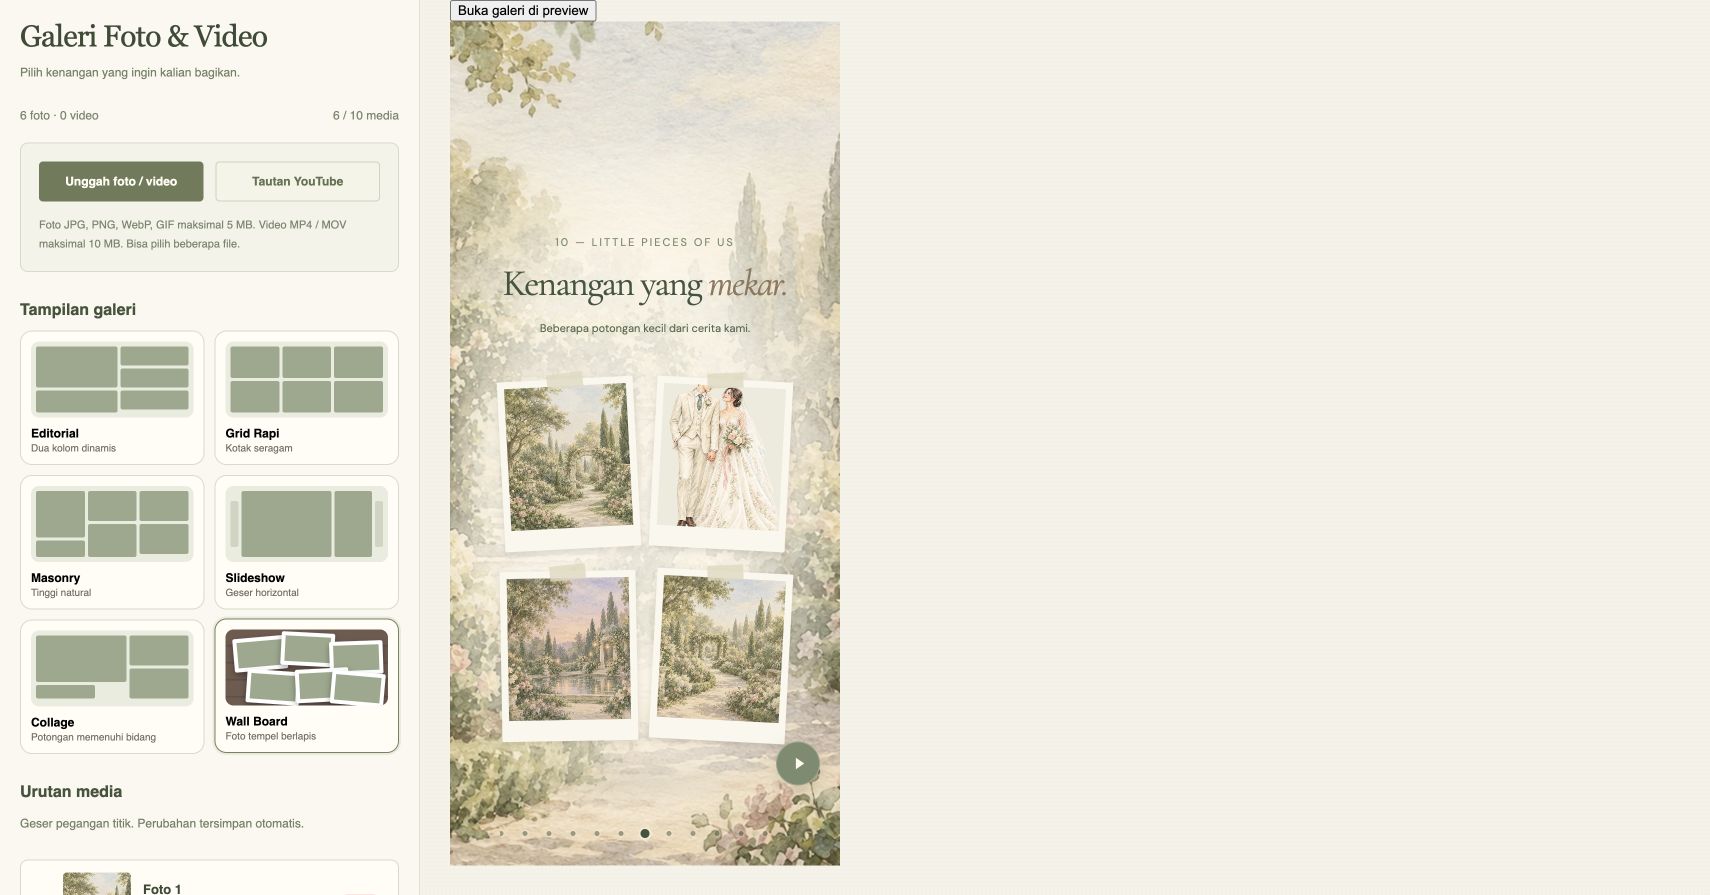 Galeri Foto & Video
Pilih kenangan yang ingin kalian bagikan.
6 foto · 0 video
6 / 10 media
Unggah foto / video
Tautan YouTube
Foto JPG, PNG, WebP, GIF maksimal 5 MB. Video MP4 / MOV
maksimal 10 MB. Bisa pilih beberapa file.
Tampilan galeri
Editorial
Dua kolom dinamis
Grid Rapi
Kotak seragam
Masonry
Tinggi natural
Slideshow
Geser horizontal
Collage
Potongan memenuhi bidang
Wall Board
Foto tempel berlapis
Urutan media
Geser pegangan titik. Perubahan tersimpan otomatis.
Foto 1
Buka galeri di preview
10 — LITTLE PIECES OF US
Kenangan yang mekar.
Beberapa potongan kecil dari cerita kami.